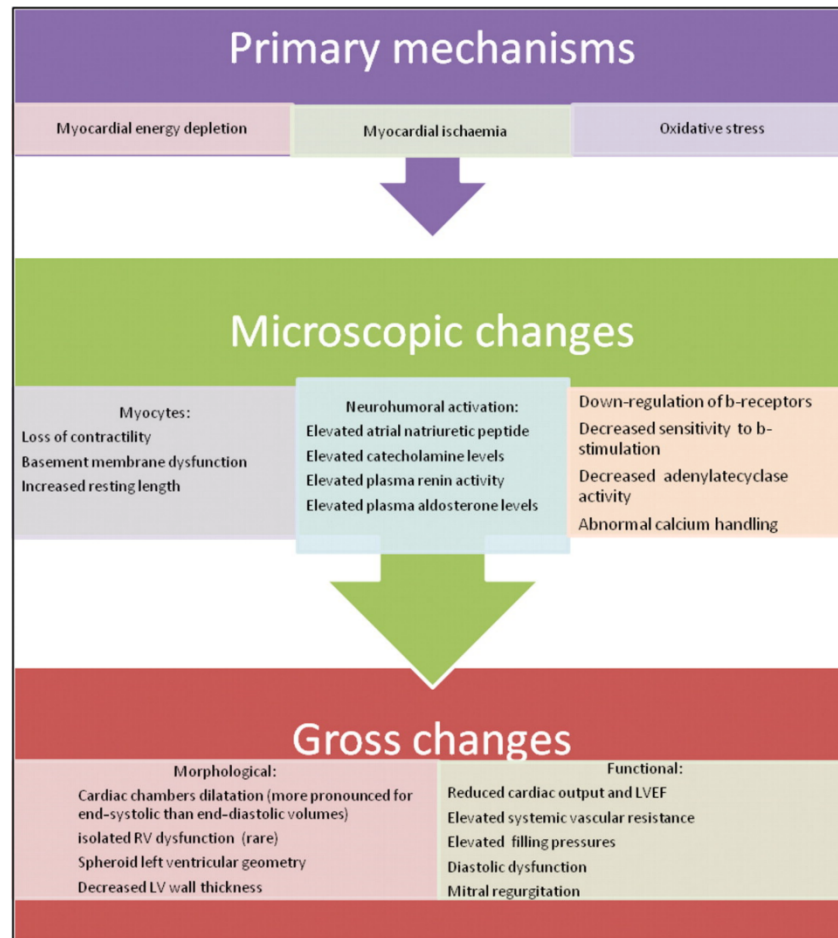 Primary mechanisms
Myocardial energy depletion
Myocardial ischaemia
Oxidative stress
Microscopic changes
Myocytes:
Loss of contractility
Basement membrane dysfunction
Increased resting length
Neurohumoral activation:
Elevated atrial natriuretic peptide
Elevated catecholamine levels
Elevated plasma renin activity
Elevated plasma aldosterone levels
Down-regulation of b-receptors
Decreased sensitivity to b-
stimulation
Decreased adenylatecyclase
activity
Abnormal calcium handling
Gross changes
Morphological:
Cardiac chambers dilatation (more pronounced for
end-systolic than end-diastolic volumes)
isolated RV dysfunction (rare)
Spheroid left ventricular geometry
Decreased LV wall thickness
Functional:
Reduced cardiac output and LVEF
Elevated systemic vascular resistance
Elevated filling pressures
Diastolic dysfunction
Mitral regurgitation